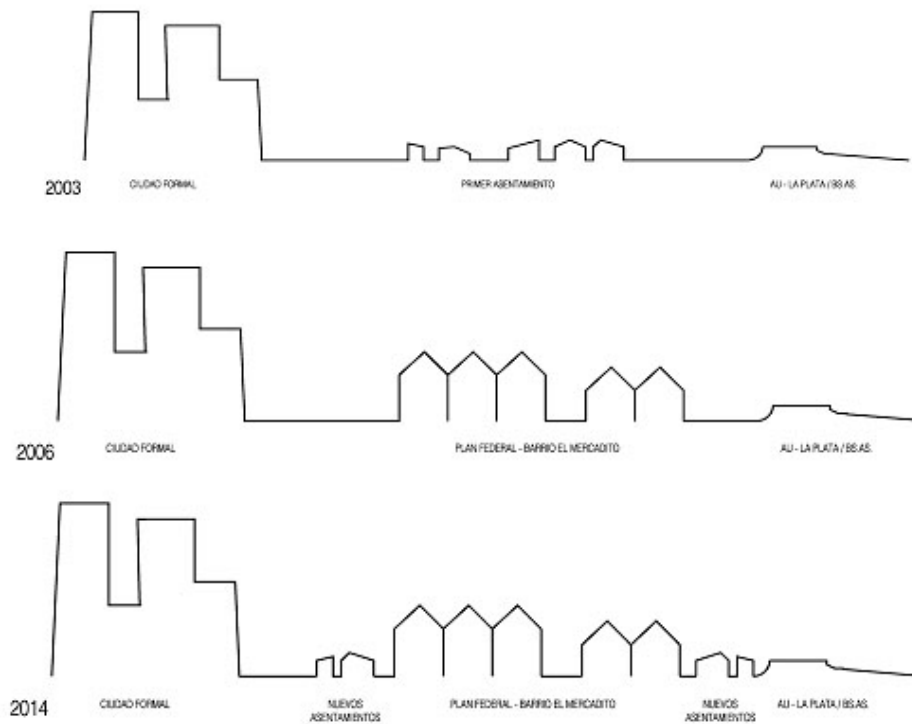 2003 CIUDAD FORMAL PRIMER ASENTAMIENTO AU - LA PLATA / BS.AS.
2006 CIUDAD FORMAL PLAN FEDERAL - BARRIO EL MERCADITO AU - LA PLATA / BS.AS.
2014 CIUDAD FORMAL NUEVOS PLAN FEDERAL - BARRIO EL MERCADITO NUEVOS AU - LA PLATA / BS.AS.
ASENTAMIENTOS ASENTAMIENTOS